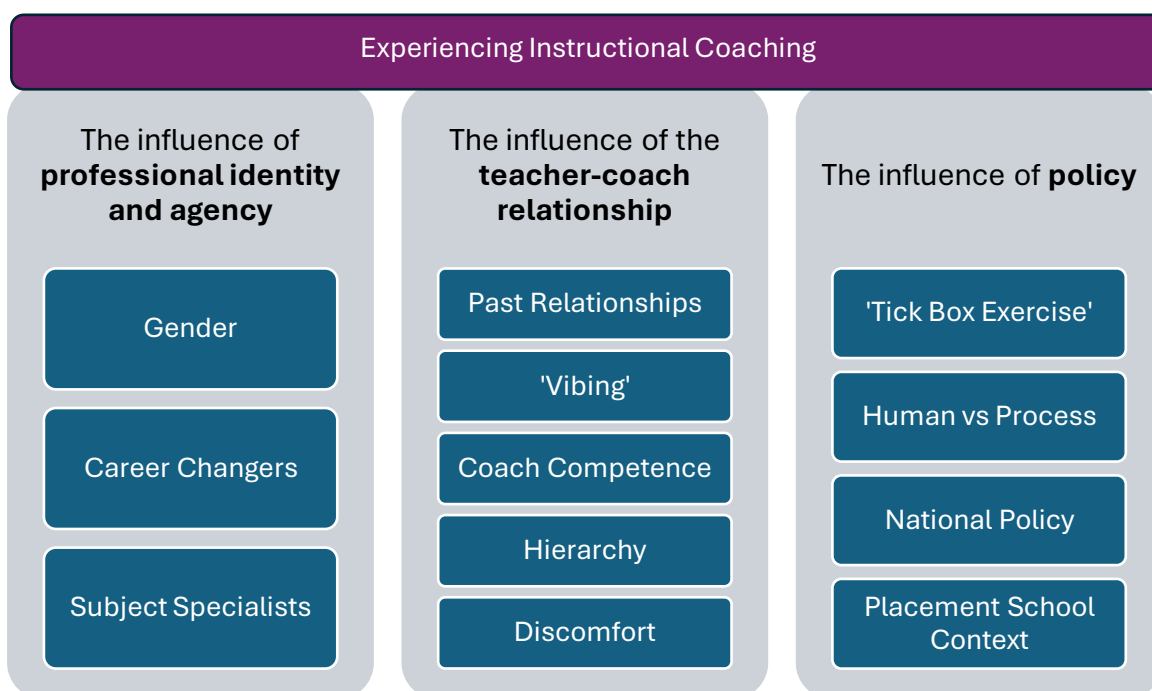 Experiencing Instructional Coaching
The influence of
professional identity
and agency
Gender
Career Changers
Subject Specialists
The influence of the
teacher-coach
relationship
Past Relationships
'Vibing'
Coach Competence
Hierarchy
Discomfort
The influence of policy
'Tick Box Exercise'
Human vs Process
National Policy
Placement School
Context